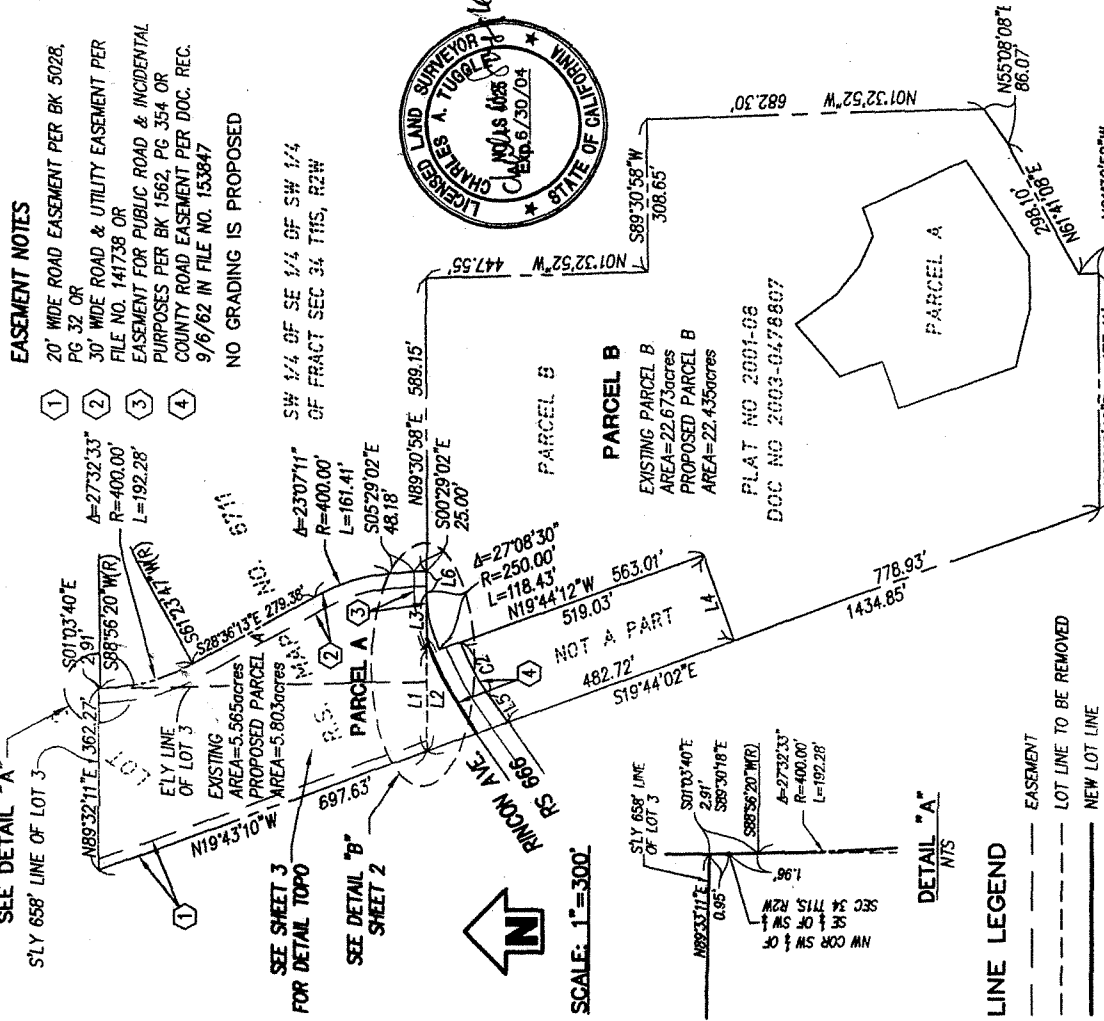 SEE DETAIL "A"
S'LY 658' LINE OF LOT 3
N89°32'11"E 362.27'
S01°03'40"E
2.91'
S88°56'20"W(R)
Δ=27°32'33"
R=400.00'
L=192.28'
S61°23'47"W(R)
S28°36'13"E 279.38'
LOT
E'LY LINE
OF LOT 3
EXISTING
AREA=5.565acres
PROPOSED PARCEL A
AREA=5.803acres
R.S. MAP NO. 6711
PARCEL A
N19°43'10"W
697.63'
1
2
3
4
Δ=23°07'11"
R=400.00'
L=161.41'
S05°29'02"E
48.18'
S00°29'02"E
25.00'
N89°30'58"E 589.15'
L1
L2
L3
L6
Δ=27°08'30"
R=250.00'
L=118.43'
N19°44'12"W
519.03'
563.01'
NOT A PART
482.72'
S19°44'02"E
L4
L5
C2
776.93'
1434.85'
RINCON AVE.
RS 666
SEE SHEET 3
FOR DETAIL TOPO
SEE DETAIL "B"
SHEET 2
N
SCALE: 1"=300'
EASEMENT NOTES
1 20' WIDE ROAD EASEMENT PER BK 5028,
PG 32 OR
2 30' WIDE ROAD & UTILITY EASEMENT PER
FILE NO. 141738 OR
3 EASEMENT FOR PUBLIC ROAD & INCIDENTAL
PURPOSES PER BK 1562, PG 354 OR
4 COUNTY ROAD EASEMENT PER DOC. REC.
9/6/62 IN FILE NO. 153847
NO GRADING IS PROPOSED
SW 1/4 OF SE 1/4 OF SW 1/4
OF FRACT SEC 34 T11S, R2W
LICENSED LAND SURVEYOR
CHARLES A. TUGGLE
Exp.6/30/04
STATE OF CALIFORNIA
N01°32'52"W 447.55'
S89°30'58"W
308.65'
N01°32'52"W 682.30'
N55°08'08"E
86.07'
298.10'
N61°41'08"E
PARCEL B
PARCEL B
EXISTING PARCEL B
AREA=22.673acres
PROPOSED PARCEL B
AREA=22.435acres
PLAT NO 2001-08
DOC NO 2003-0478807
PARCEL A
S'LY 658' LINE
OF LOT 3
S01°03'40"E
2.91'
S89°30'18"E
S88°56'20"W(R)
Δ=27°32'33"
R=400.00'
L=192.28'
N89°33'11"E
0.95'
1.96'
NW COR SW 1/4 OF
SE 1/4 OF SW 1/4
SEC 34 T11S, R2W
DETAIL "A"
NTS
LINE LEGEND
EASEMENT
LOT LINE TO BE REMOVED
NEW LOT LINE